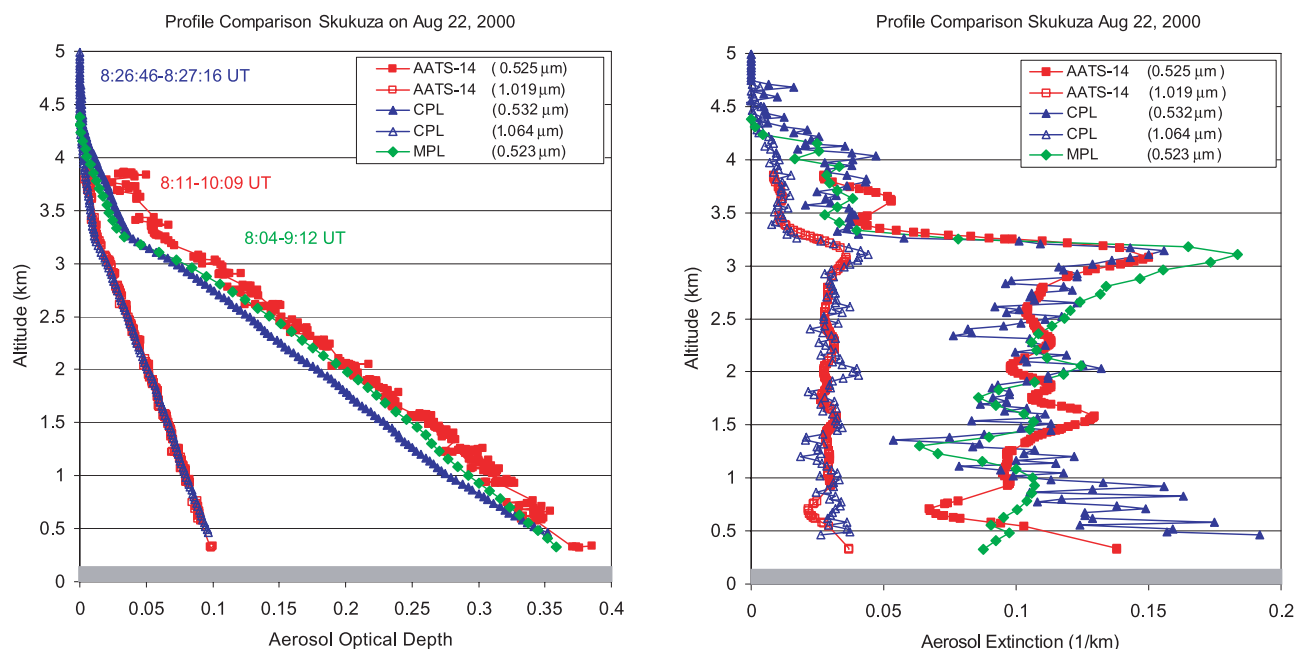 Profile Comparison Skukuza on Aug 22, 2000
5
4.5
4
3.5
3
2.5
2
1.5
1
0.5
0
Altitude (km)
8:26:46-8:27:16 UT
8:11-10:09 UT
8:04-9:12 UT
AATS-14 ( 0.525 µm)
AATS-14 (1.019 µm)
CPL (0.532 µm)
CPL (1.064 µm)
MPL (0.523 µm)
0 0.05 0.1 0.15 0.2 0.25 0.3 0.35 0.4
Aerosol Optical Depth
Profile Comparison Skukuza Aug 22, 2000
5
4.5
4
3.5
3
2.5
2
1.5
1
0.5
0
Altitude (km)
AATS-14 (0.525 µm)
AATS-14 (1.019 µm )
CPL (0.532 µm)
CPL (1.064 µm)
MPL (0.523 µm)
0 0.05 0.1 0.15 0.2
Aerosol Extinction (1/km)